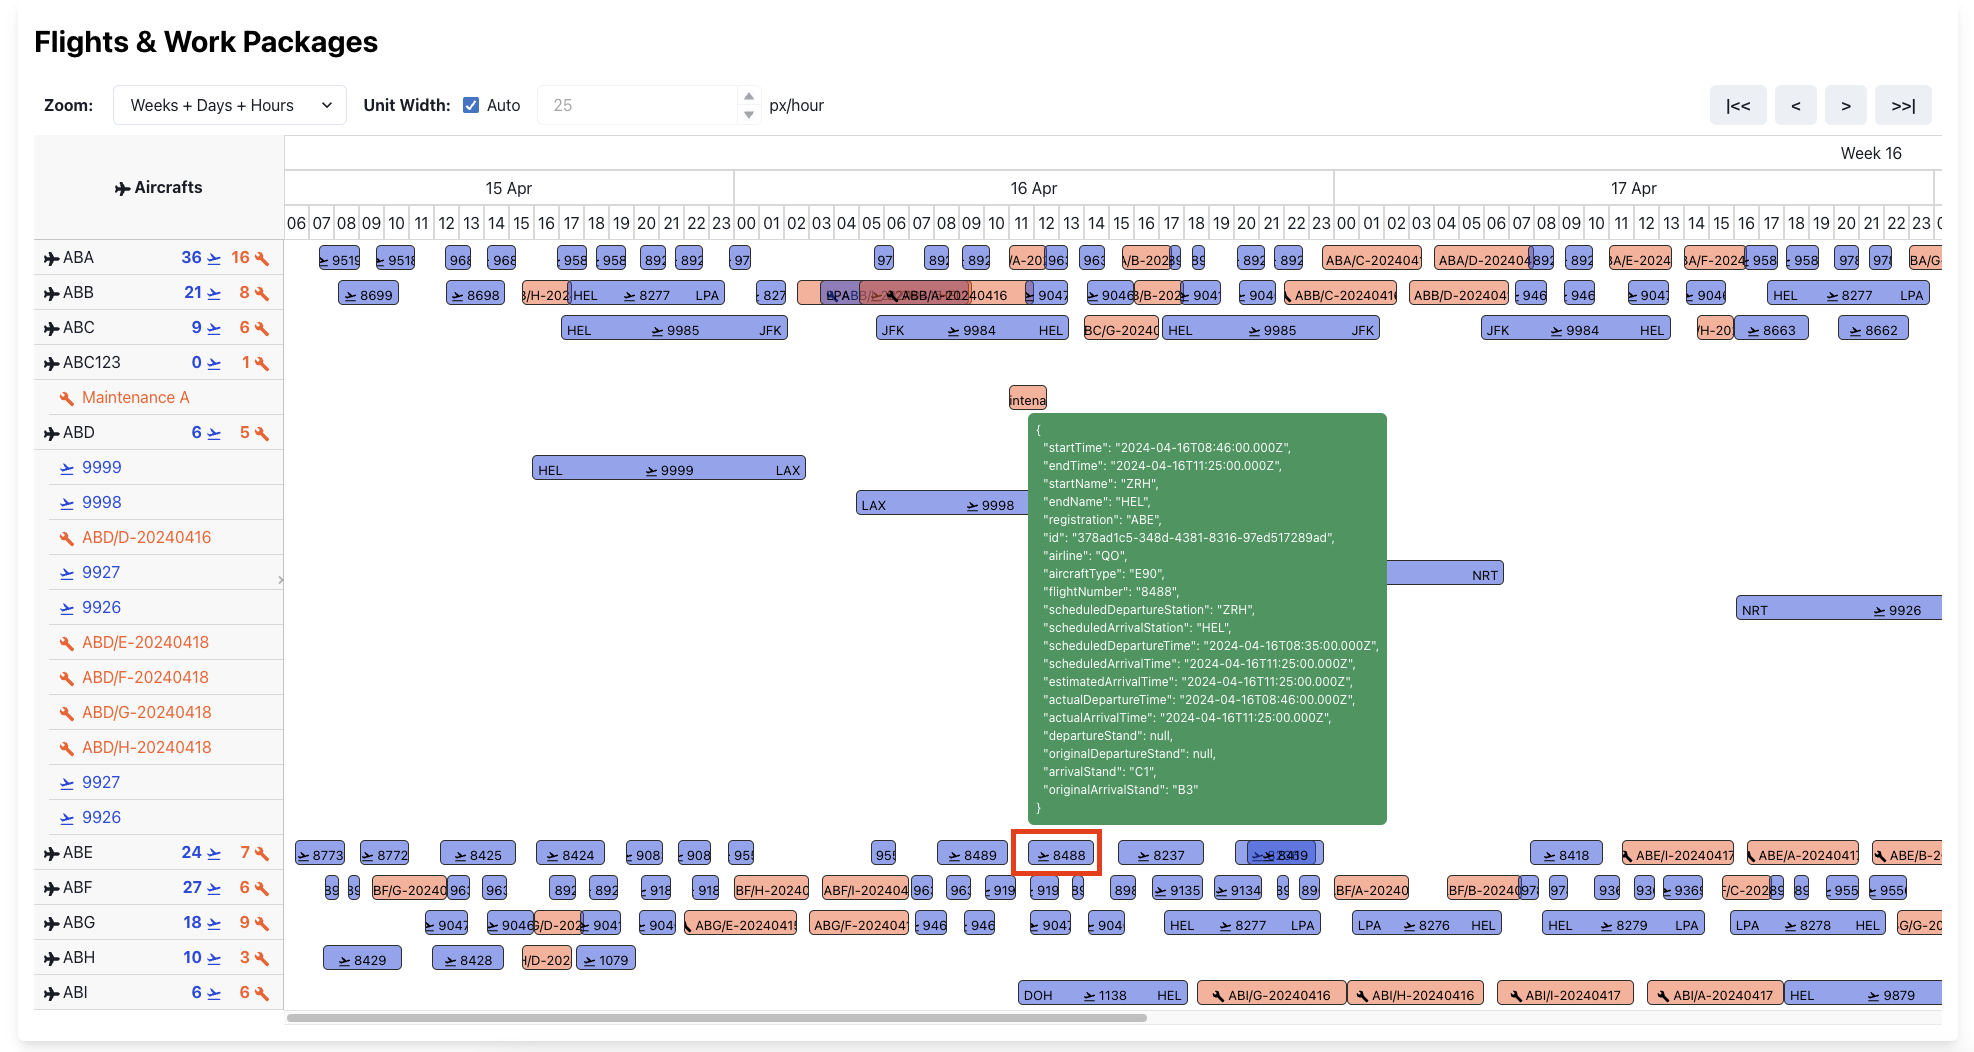 Flights & Work Packages
Zoom: Weeks + Days + Hours Unit Width: Auto 25 px/hour |<< < > >>|
Week 16
Aircrafts 15 Apr 16 Apr 17 Apr
06 07 08 09 10 11 12 13 14 15 16 17 18 19 20 21 22 23 00 01 02 03 04 05 06 07 08 09 10 11 12 13 14 15 16 17 18 19 20 21 22 23 00 01 02 03 04 05 06 07 08 09 10 11 12 13 14 15 16 17 18 19 20 21 22 23
ABA 36 16 9519 9518 968 968 958 958 892 892 97 97 892 892 /A-20 963 963 /B-202 892 892 ABA/C-2024041 ABA/D-202404 892 892 BA/E-2024 BA/F-2024 958 958 978 978 BA/G
ABB 21 8 8699 8698 /H-202 HEL 8277 LPA 827 ABB/A-20240416 9047 9046 /B-202 904 904 ABB/C-2024041 ABB/D-202404 946 946 904 904 HEL 8277 LPA
ABC 9 6 HEL 9985 JFK JFK 9984 HEL BC/G-20240 HEL 9985 JFK JFK 9984 HEL /H-20 8663 8662
ABC123 0 1
Maintenance A intena
ABD 6 5
{
"startTime": "2024-04-16T08:46:00.000Z",
"endTime": "2024-04-16T11:25:00.000Z",
9999 HEL 9999 LAX
"startName": "ZRH",
"endName": "HEL",
9998 LAX 9998
"registration": "ABE",
"id": "378ad1c5-348d-4381-8316-97ed517289ad",
ABD/D-20240416
"airline": "QO",
"aircraftType": "E90",
9927 NRT
"flightNumber": "8488",
"scheduledDepartureStation": "ZRH",
9926 NRT 9926
"scheduledArrivalStation": "HEL",
"scheduledDepartureTime": "2024-04-16T08:35:00.000Z",
ABD/E-20240418
"scheduledArrivalTime": "2024-04-16T11:25:00.000Z",
"estimatedArrivalTime": "2024-04-16T11:25:00.000Z",
ABD/F-20240418
"actualDepartureTime": "2024-04-16T08:46:00.000Z",
"actualArrivalTime": "2024-04-16T11:25:00.000Z",
ABD/G-20240418
"departureStand": null,
"originalDepartureStand": null,
ABD/H-20240418
"arrivalStand": "C1",
"originalArrivalStand": "B3"
9927
}
9926
ABE 24 7 8773 8772 8425 8424 908 908 955 955 8489 8488 8237 8419 8418 ABE/I-20240417 ABE/A-20240417 ABE/B-2
ABF 27 6 BF/G-20240 963 963 892 892 918 918 BF/H-20240 ABF/I-202404 963 963 919 919 898 9135 9134 BF/A-20240 BF/B-20240 978 97 936 936 9369 /C-202 955 955
ABG 18 9 9047 9046 /D-202 904 904 ABG/E-2024041 ABG/F-202404 946 946 904 904 HEL 8277 LPA LPA 8276 HEL HEL 8279 LPA LPA 8278 HEL G/G-20
ABH 10 3 8429 8428 /D-202 1079
ABI 6 6 DOH 1138 HEL ABI/G-20240416 ABI/H-20240416 ABI/I-20240417 ABI/A-20240417 HEL 9879